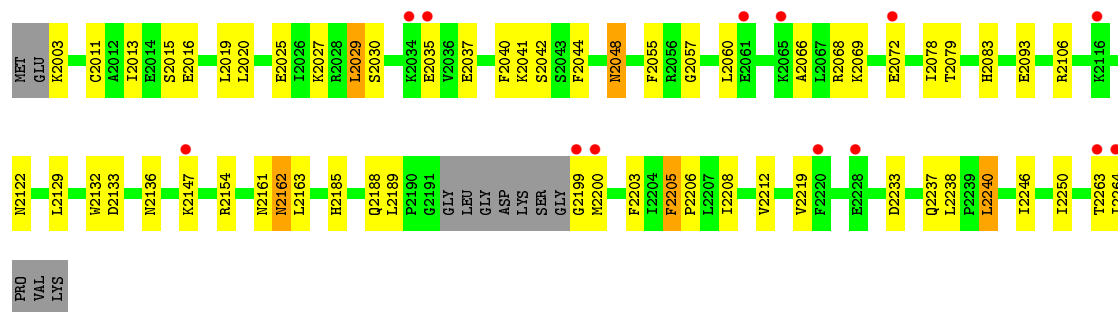 MET GLU K2003 C2011 A2012 I2013 E2014 S2015 E2016 L2019 L2020 E2025 I2026 K2027 R2028 L2029 S2030 K2034 E2035 V2036 E2037 F2040 K2041 S2042 S2043 F2044 N2048 F2055 R2056 G2057 L2060 E2061 K2065 A2066 L2067 R2068 K2069 E2072 I2078 T2079 H2083 E2093 R2106 K2116
N2122 L2129 W2132 D2133 N2136 K2147 R2154 N2161 N2162 L2163 H2185 Q2188 L2189 P2190 G2191 GLY LEU GLY ASP LYS SER GLY G2199 M2200 F2203 I2204 F2205 P2206 L2207 I2208 V2212 V2219 F2220 E2228 D2233 Q2237 L2238 P2239 L2240 I2246 I2250 T2263 I2264
PRO VAL LYS